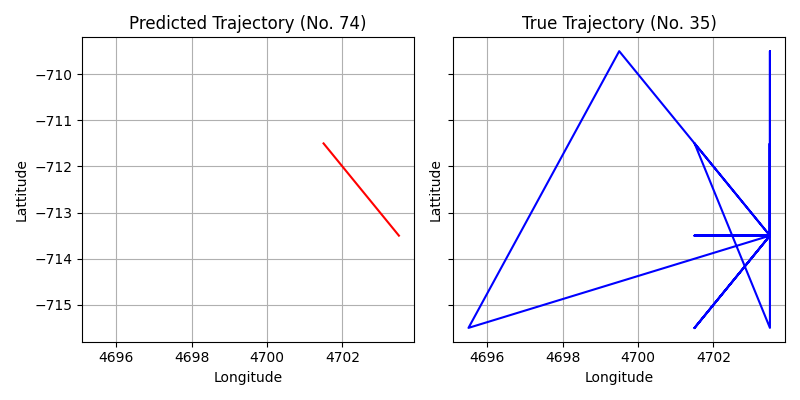 Predicted Trajectory (No. 74)
True Trajectory (No. 35)
Lattitude
−710
−711
−712
−713
−714
−715
4696
4698
4700
4702
Longitude
Lattitude
4696
4698
4700
4702
Longitude